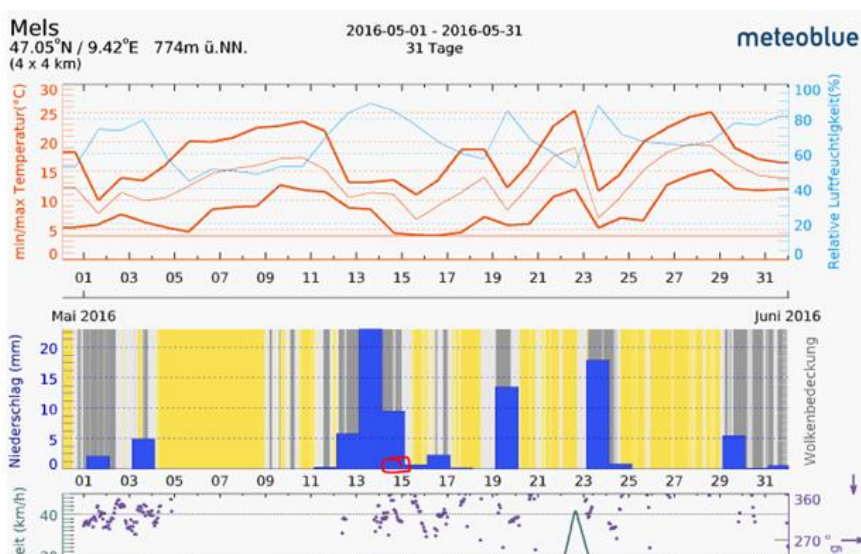 Mels
47.05°N / 9.42°E 774m ü.NN.
(4 x 4 km)
2016-05-01 - 2016-05-31
31 Tage
meteoblue
min/max Temperatur(°C)
30
25
20
15
10
5
0
Relative Luftfeuchtigkeit(%)
100
80
60
40
20
0
01 03 05 07 09 11 13 15 17 19 21 23 25 27 29 31
Mai 2016
Juni 2016
Niederschlag (mm)
20
15
10
5
0
Wolkenbedeckung
01 03 05 07 09 11 13 15 17 19 21 23 25 27 29 31
eit (km/h)
40
360
270